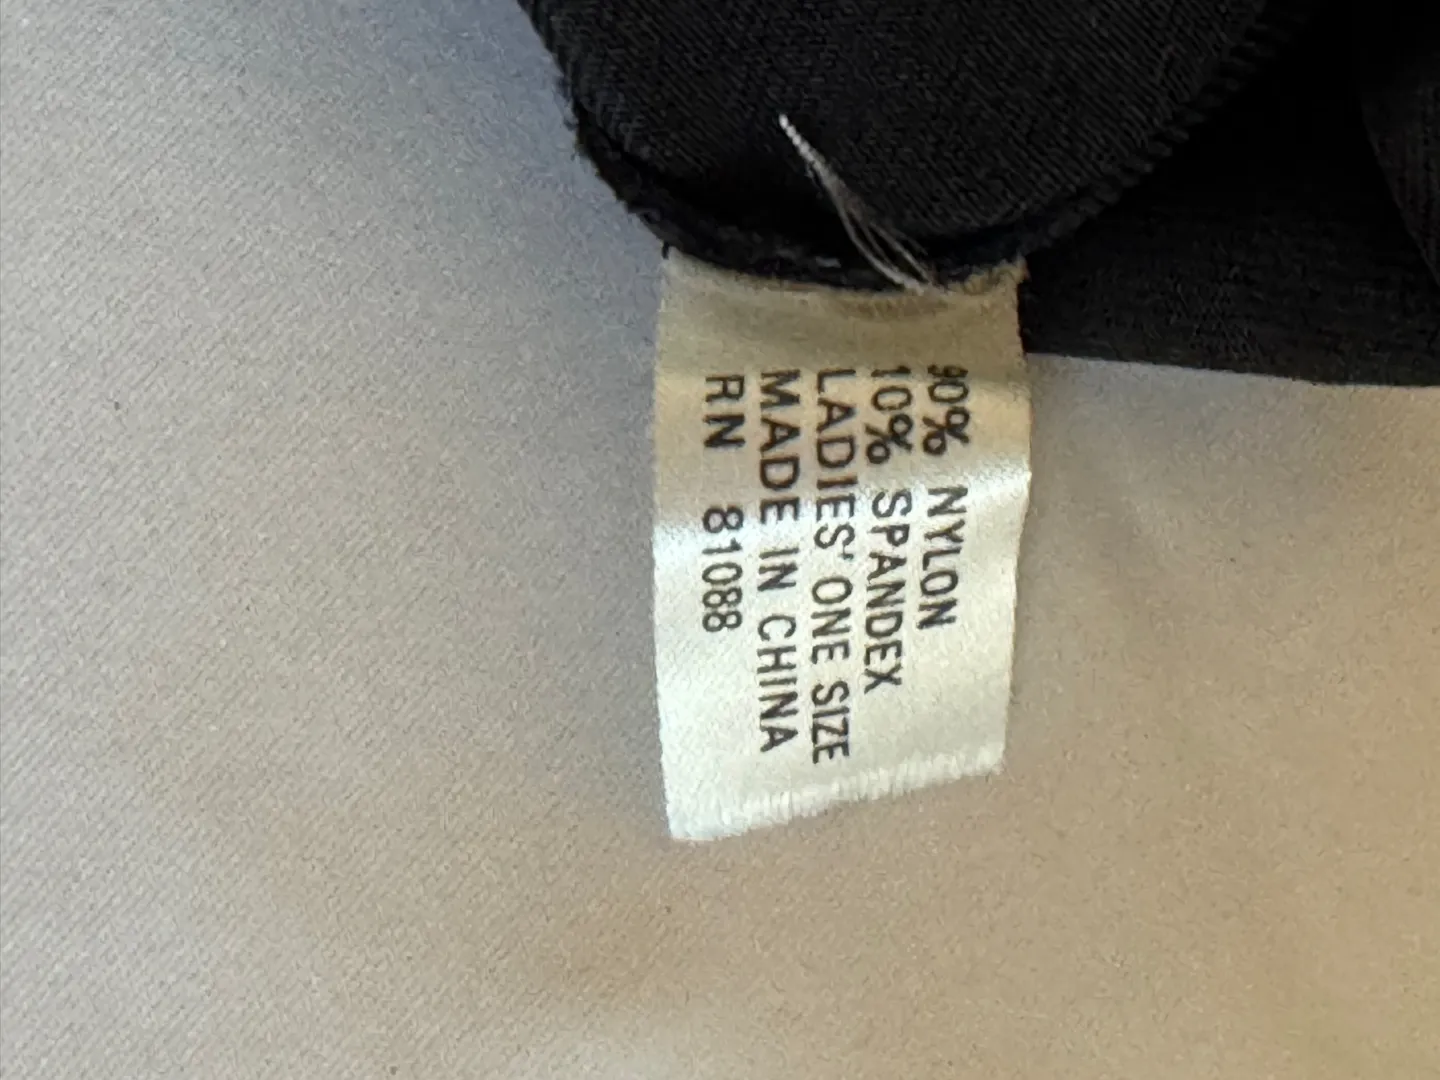 90% NYLON
10% SPANDEX
LADIES' ONE SIZE
MADE IN CHINA
RN 81088